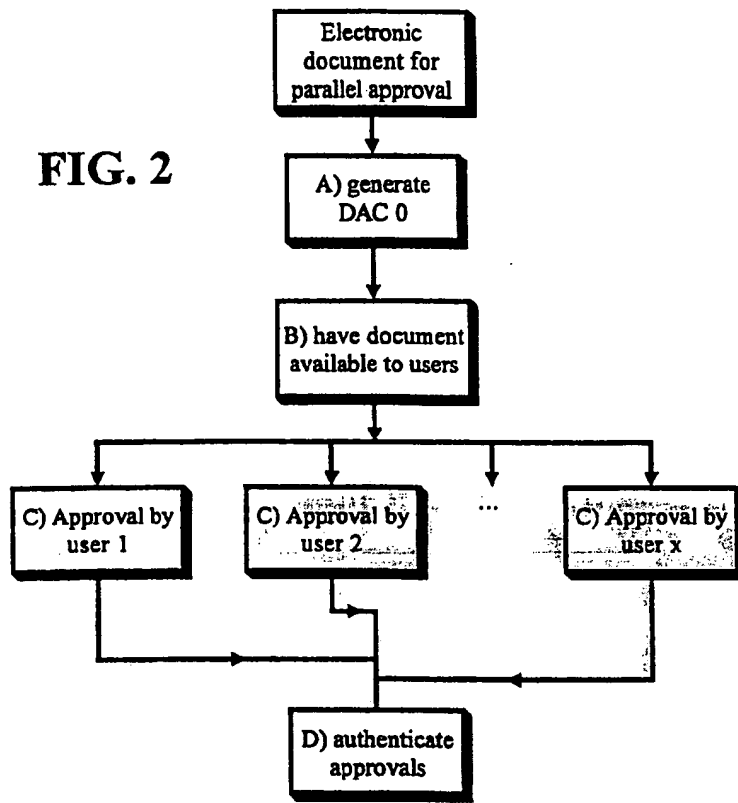 Electronic
document for
parallel approval
FIG. 2
A) generate
DAC 0
B) have document
available to users
C) Approval by
user 1
C) Approval by
user 2
...
C) Approval by
user x
D) authenticate
approvals